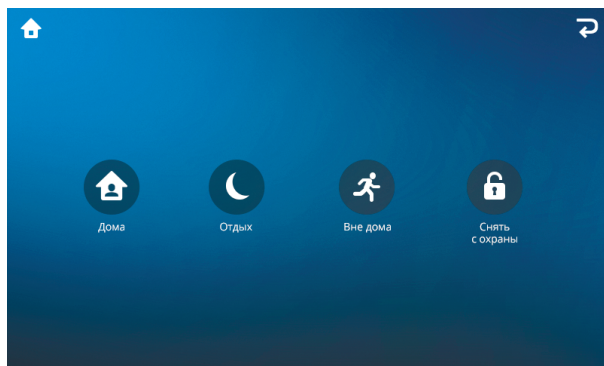 Дома
Отдых
Вне дома
Снять
с охраны